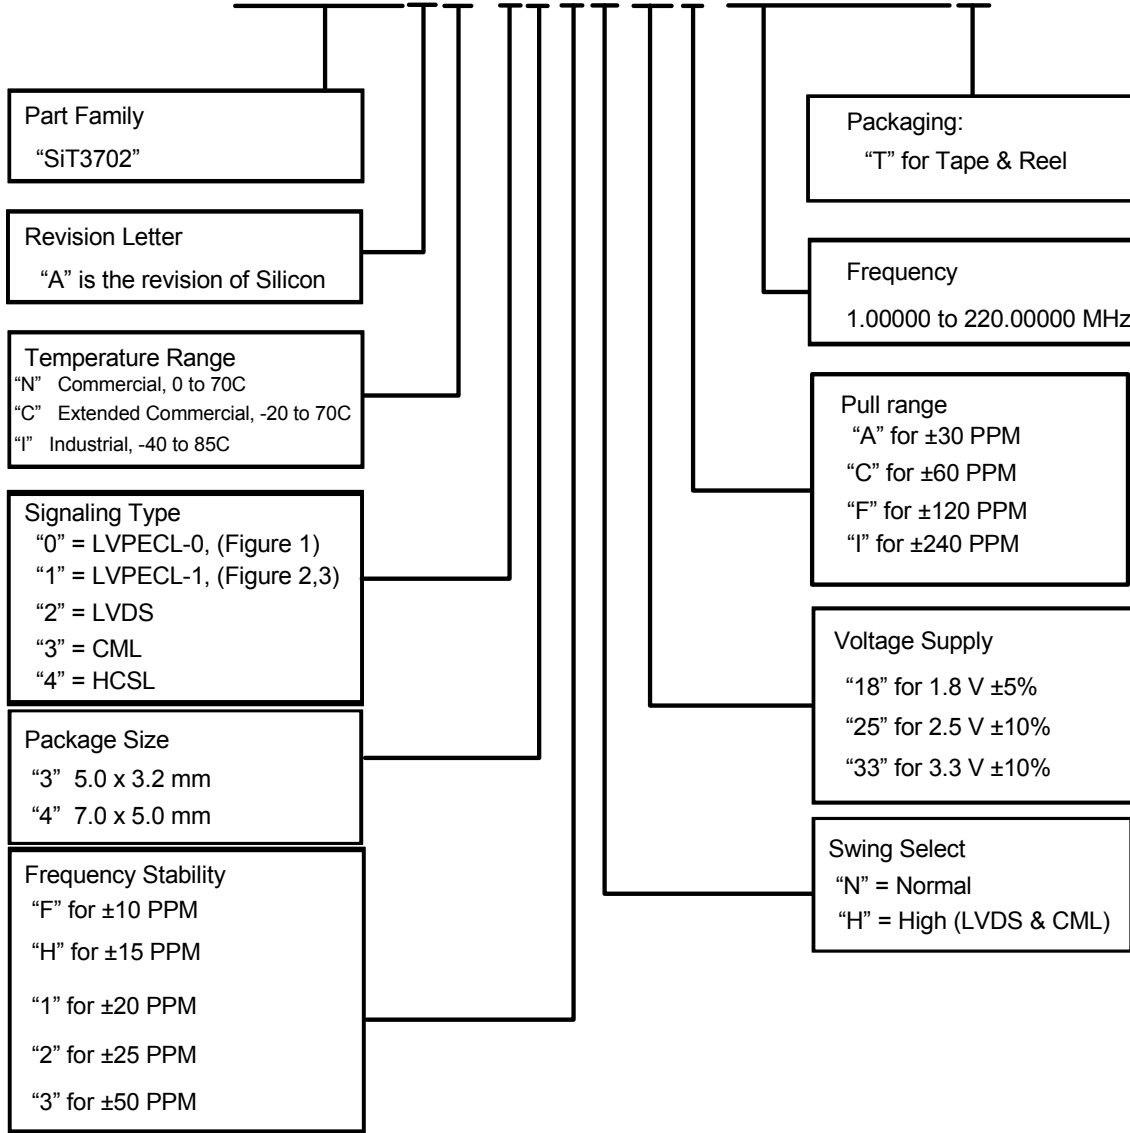 Part Family
“SiT3702”
Revision Letter
“A” is the revision of Silicon
Temperature Range
“N” Commercial, 0 to 70C
“C” Extended Commercial, -20 to 70C
“I” Industrial, -40 to 85C
Signaling Type
“0” = LVPECL-0, (Figure 1)
“1” = LVPECL-1, (Figure 2,3)
“2” = LVDS
“3” = CML
“4” = HCSL
Package Size
“3” 5.0 x 3.2 mm
“4” 7.0 x 5.0 mm
Frequency Stability
“F” for ±10 PPM
“H” for ±15 PPM
“1” for ±20 PPM
“2” for ±25 PPM
“3” for ±50 PPM
Packaging:
“T” for Tape & Reel
Frequency
1.00000 to 220.00000 MHz
Pull range
“A” for ±30 PPM
“C” for ±60 PPM
“F” for ±120 PPM
“I” for ±240 PPM
Voltage Supply
“18” for 1.8 V ±5%
“25” for 2.5 V ±10%
“33” for 3.3 V ±10%
Swing Select
“N” = Normal
“H” = High (LVDS & CML)